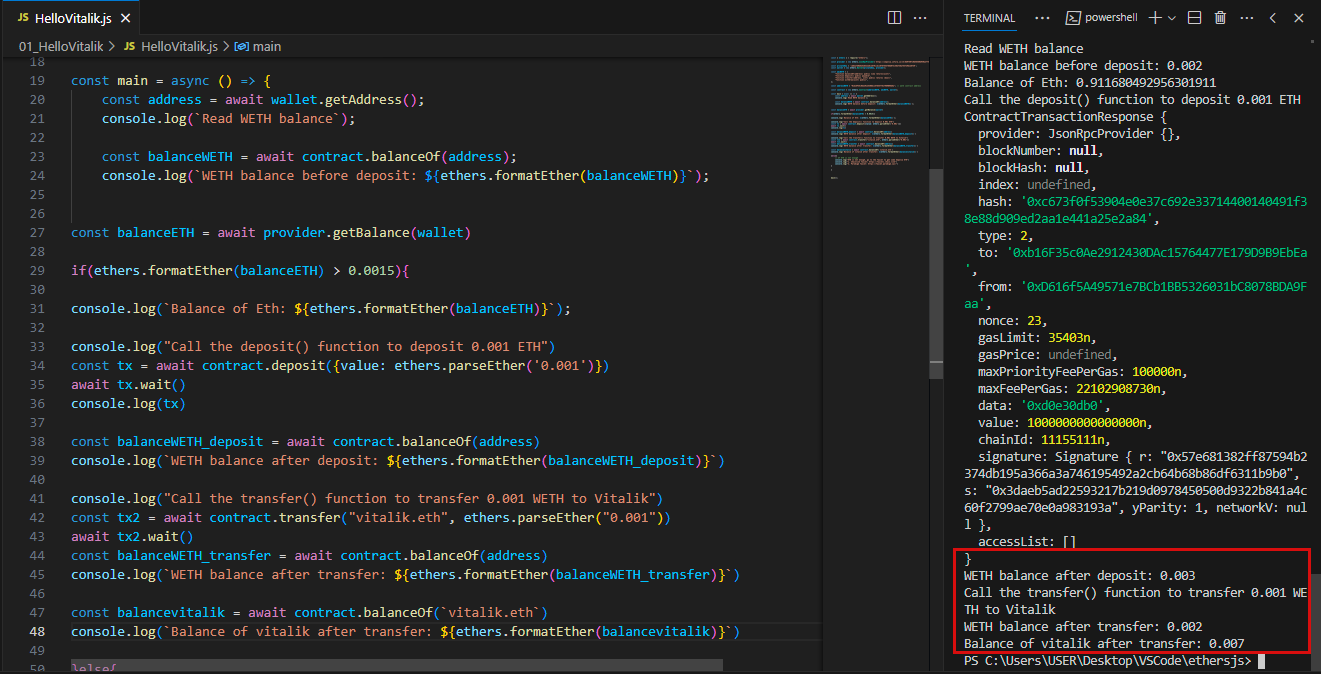 JS HelloVitalik.js
01_HelloVitalik > JS HelloVitalik.js > main
18
19 const main = async () => {
20 const address = await wallet.getAddress();
21 console.log(`Read WETH balance`);
22
23 const balanceWETH = await contract.balanceOf(address);
24 console.log(`WETH balance before deposit: ${ethers.formatEther(balanceWETH)}`);
25
26
27 const balanceETH = await provider.getBalance(wallet)
28
29 if(ethers.formatEther(balanceETH) > 0.0015){
30
31 console.log(`Balance of Eth: ${ethers.formatEther(balanceETH)}`);
32
33 console.log("Call the deposit() function to deposit 0.001 ETH")
34 const tx = await contract.deposit({value: ethers.parseEther('0.001')})
35 await tx.wait()
36 console.log(tx)
37
38 const balanceWETH_deposit = await contract.balanceOf(address)
39 console.log(`WETH balance after deposit: ${ethers.formatEther(balanceWETH_deposit)}`)
40
41 console.log("Call the transfer() function to transfer 0.001 WETH to Vitalik")
42 const tx2 = await contract.transfer("vitalik.eth", ethers.parseEther("0.001"))
43 await tx2.wait()
44 const balanceWETH_transfer = await contract.balanceOf(address)
45 console.log(`WETH balance after transfer: ${ethers.formatEther(balanceWETH_transfer)}`)
46
47 const balancevitalik = await contract.balanceOf(`vitalik.eth`)
48 console.log(`Balance of vitalik after transfer: ${ethers.formatEther(balancevitalik)}`)
49
50 }else{
TERMINAL
powershell
Read WETH balance
WETH balance before deposit: 0.002
Balance of Eth: 0.911680492956301911
Call the deposit() function to deposit 0.001 ETH
ContractTransactionResponse {
provider: JsonRpcProvider {},
blockNumber: null,
blockHash: null,
index: undefined,
hash: '0xc673f0f53904e0e37c692e33714400140491f3
8e88d909ed2aa1e441a25e2a84',
type: 2,
to: '0xb16F35c0Ae2912430DAc15764477E179D9B9EbEa
',
from: '0xD616f5A49571e7BCb1BB5326031bC8078BDA9F
aa',
nonce: 23,
gasLimit: 35403n,
gasPrice: undefined,
maxPriorityFeePerGas: 100000n,
maxFeePerGas: 22102908730n,
data: '0xd0e30db0',
value: 1000000000000000n,
chainId: 11155111n,
signature: Signature { r: "0x57e681382ff87594b2
374db195a366a3a746195492a2cb64b68b86df6311b9b0",
s: "0x3daeb5ad22593217b219d0978450500d9322b841a4c
60f2799ae70e0a983193a", yParity: 1, networkV: nul
l },
accessList: []
}
WETH balance after deposit: 0.003
Call the transfer() function to transfer 0.001 WE
TH to Vitalik
WETH balance after transfer: 0.002
Balance of vitalik after transfer: 0.007
PS C:\Users\USER\Desktop\VSCode\ethersjs>